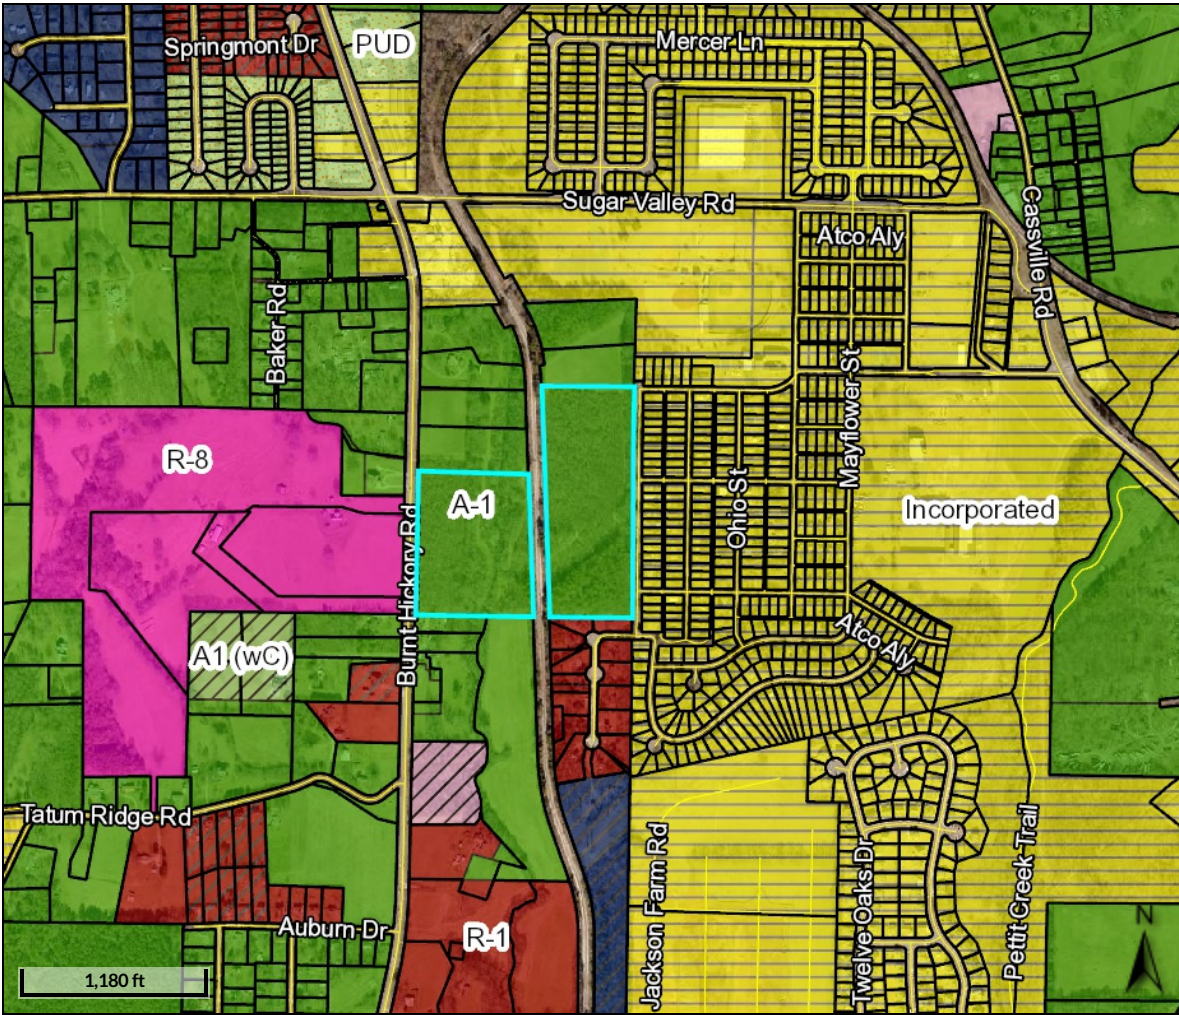 Springmont Dr
PUD
Mercer Ln
Sugar Valley Rd
Cassville Rd
Atco Aly
Baker Rd
Mayflower St
R-8
A-1
Ohio St
Incorporated
Burnt Hickory Rd
A1 (wC)
Atco Aly
Tatum Ridge Rd
Jackson Farm Rd
Twelve Oaks Dr
Pettit Creek Trail
Auburn Dr
R-1
N
1,180 ft